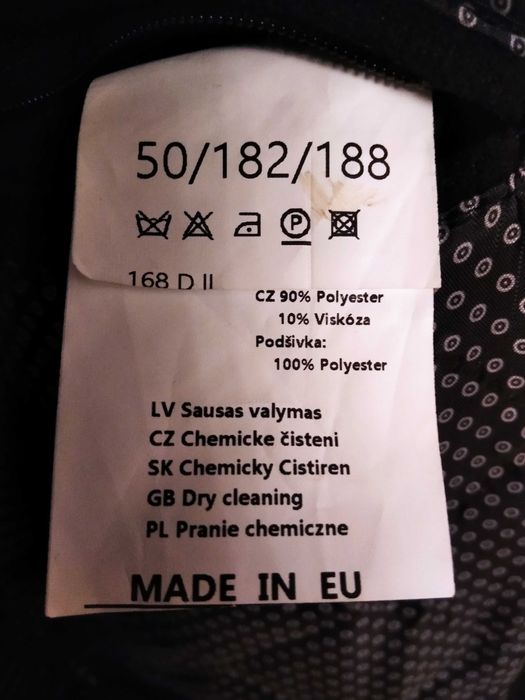 50/182/188
168 D II
CZ 90% Polyester
10% Viskóza
Podšivka:
100% Polyester
LV Sausas valymas
CZ Chemicke čisteni
SK Chemicky Cistiren
GB Dry cleaning
PL Pranie chemiczne
MADE IN EU